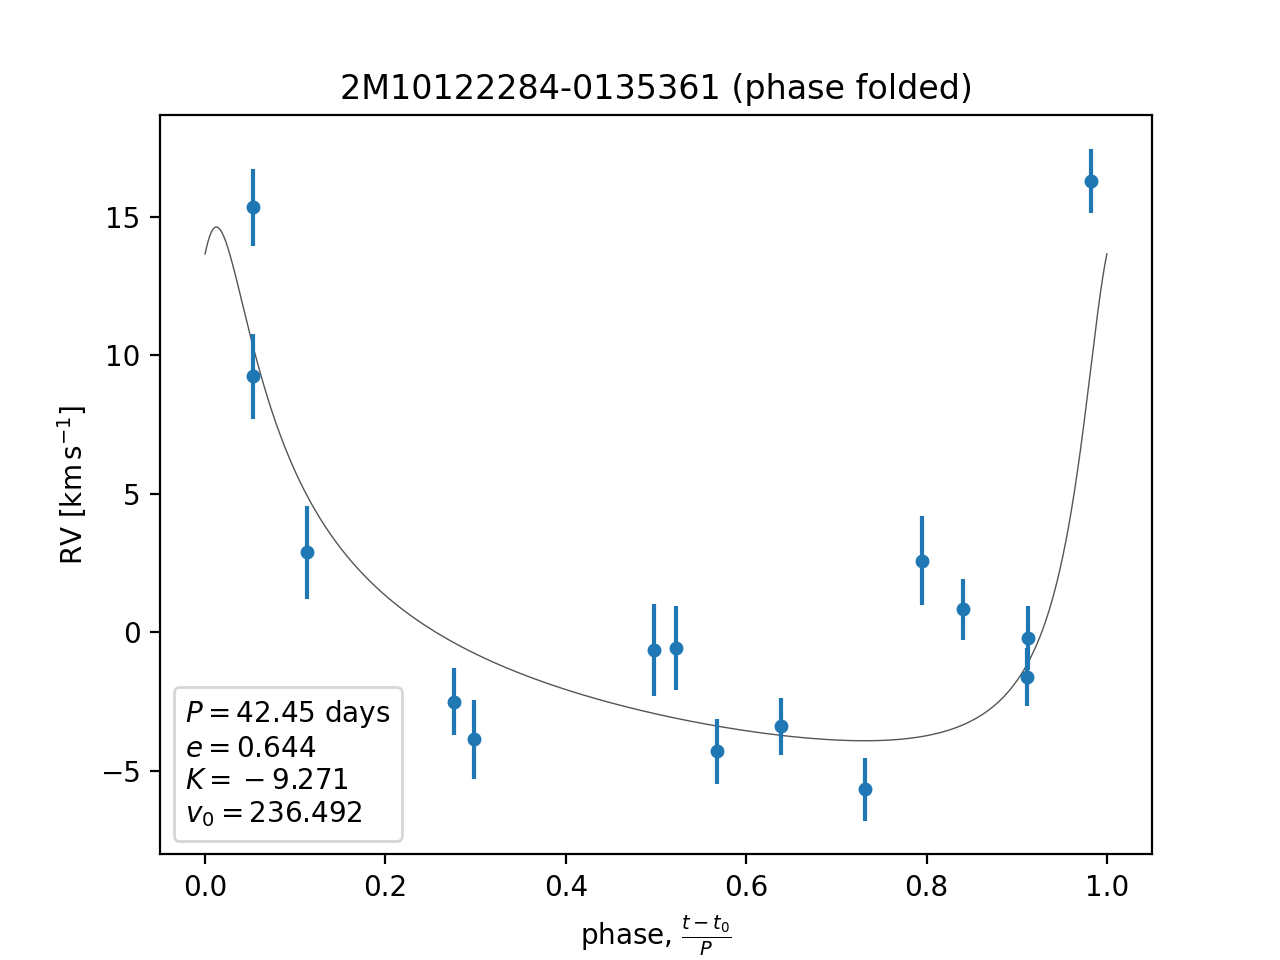 2M10122284-0135361 (phase folded)
RV [km s⁻¹]
15
10
5
0
−5
P = 42.45 days
e = 0.644
K = −9.271
v₀ = 236.492
0.0 0.2 0.4 0.6 0.8 1.0
phase, (t − t₀)/P